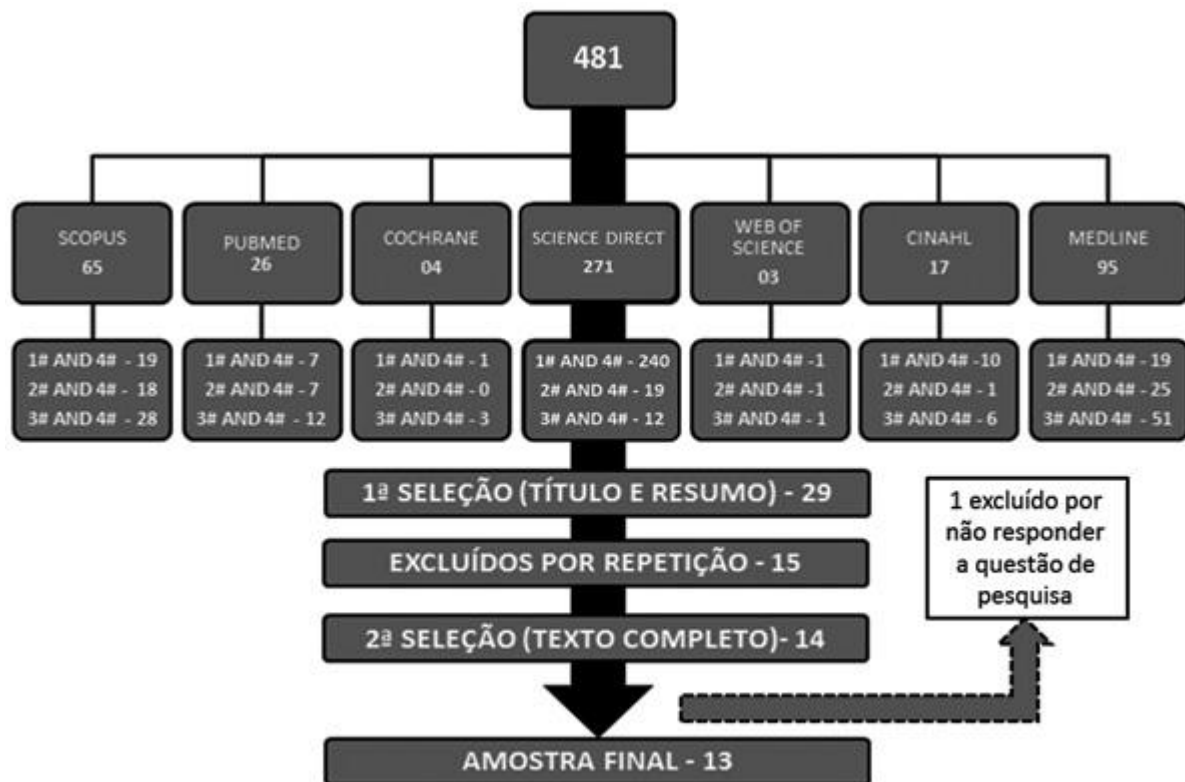 481
SCOPUS
65
PUBMED
26
COCHRANE
04
SCIENCE DIRECT
271
WEB OF
SCIENCE
03
CINAHL
17
MEDLINE
95
1# AND 4# - 19
2# AND 4# - 18
3# AND 4# - 28
1# AND 4# - 7
2# AND 4# - 7
3# AND 4# - 12
1# AND 4# - 1
2# AND 4# -0
3# AND 4# - 3
1# AND 4# -240
2# AND 4# - 19
3# AND 4# - 12
1# AND 4# -1
2# AND 4# -1
3# AND 4# - 1
1# AND 4# -10
2# AND 4# - 1
3# AND 4# - 6
1# AND 4# - 19
2# AND 4# - 25
3# AND 4# - 51
1ª SELEÇÃO (TÍTULO E RESUMO) - 29
EXCLUÍDOS POR REPETIÇÃO - 15
2ª SELEÇÃO (TEXTO COMPLETO)- 14
1 excluído por
não responder
a questão de
pesquisa
AMOSTRA FINAL - 13